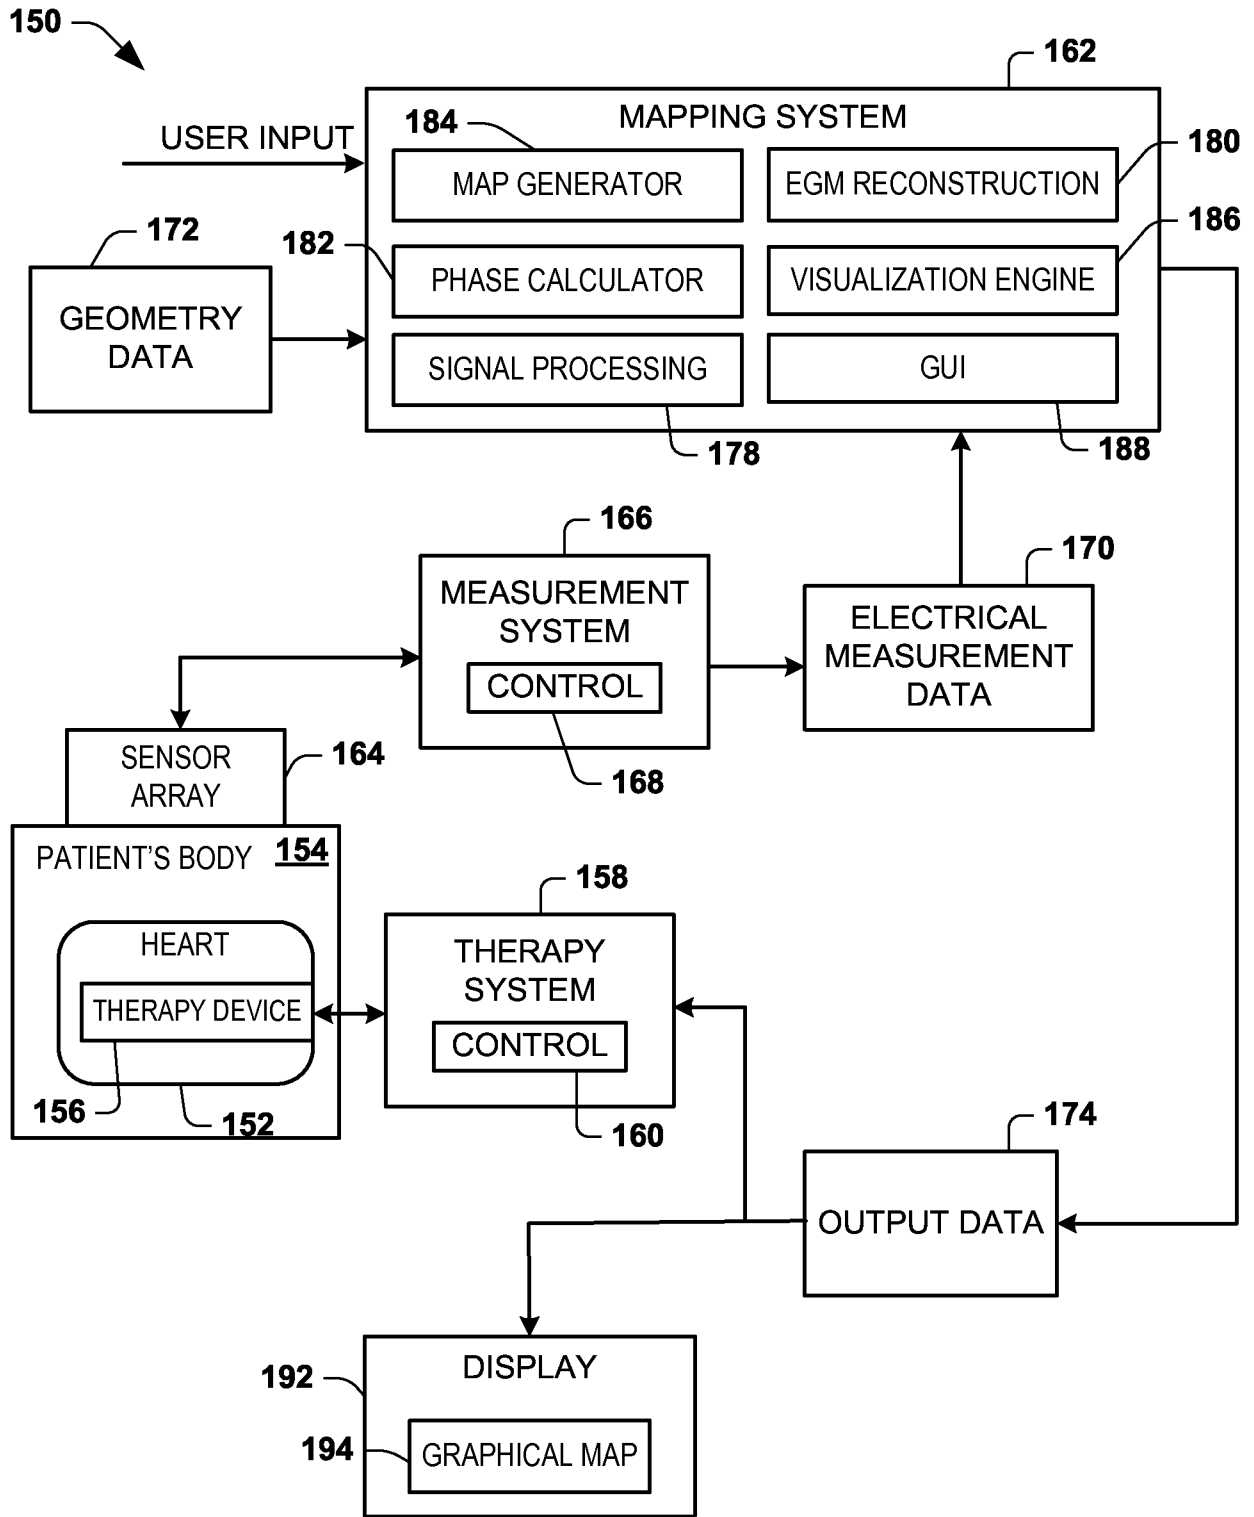 150
162
MAPPING SYSTEM
USER INPUT
184
MAP GENERATOR
180
EGM RECONSTRUCTION
172
GEOMETRY
DATA
182
PHASE CALCULATOR
186
VISUALIZATION ENGINE
SIGNAL PROCESSING
178
GUI
188
166
MEASUREMENT
SYSTEM
CONTROL
168
170
ELECTRICAL
MEASUREMENT
DATA
SENSOR
ARRAY
164
PATIENT'S BODY 154
HEART
THERAPY DEVICE
156
152
158
THERAPY
SYSTEM
CONTROL
160
174
OUTPUT DATA
192
DISPLAY
194
GRAPHICAL MAP